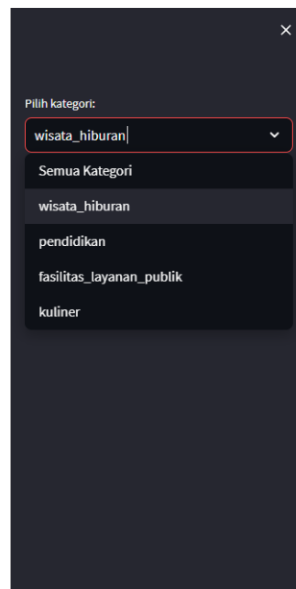 Pilih kategori:
wisata_hiburan
Semua Kategori
wisata_hiburan
pendidikan
fasilitas_layanan_publik
kuliner